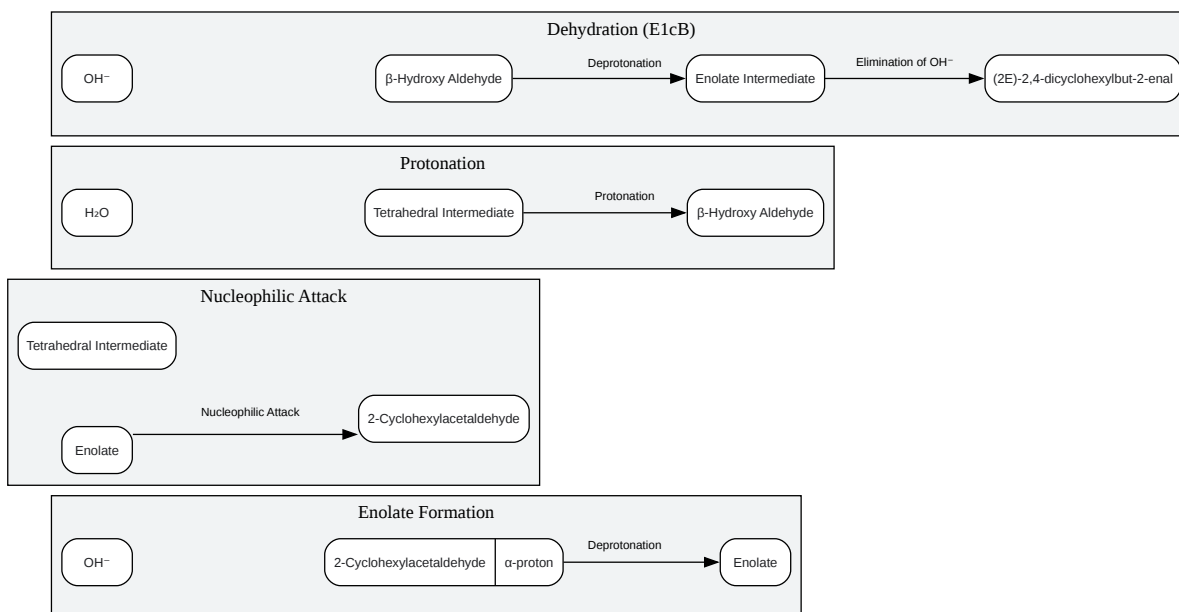 Dehydration (E1cB)
OH⁻
β-Hydroxy Aldehyde
Deprotonation
Enolate Intermediate
Elimination of OH⁻
(2E)-2,4-dicyclohexylbut-2-enal
Protonation
H₂O
Tetrahedral Intermediate
Protonation
β-Hydroxy Aldehyde
Nucleophilic Attack
Tetrahedral Intermediate
Enolate
Nucleophilic Attack
2-Cyclohexylacetaldehyde
Enolate Formation
OH⁻
2-Cyclohexylacetaldehyde
α-proton
Deprotonation
Enolate